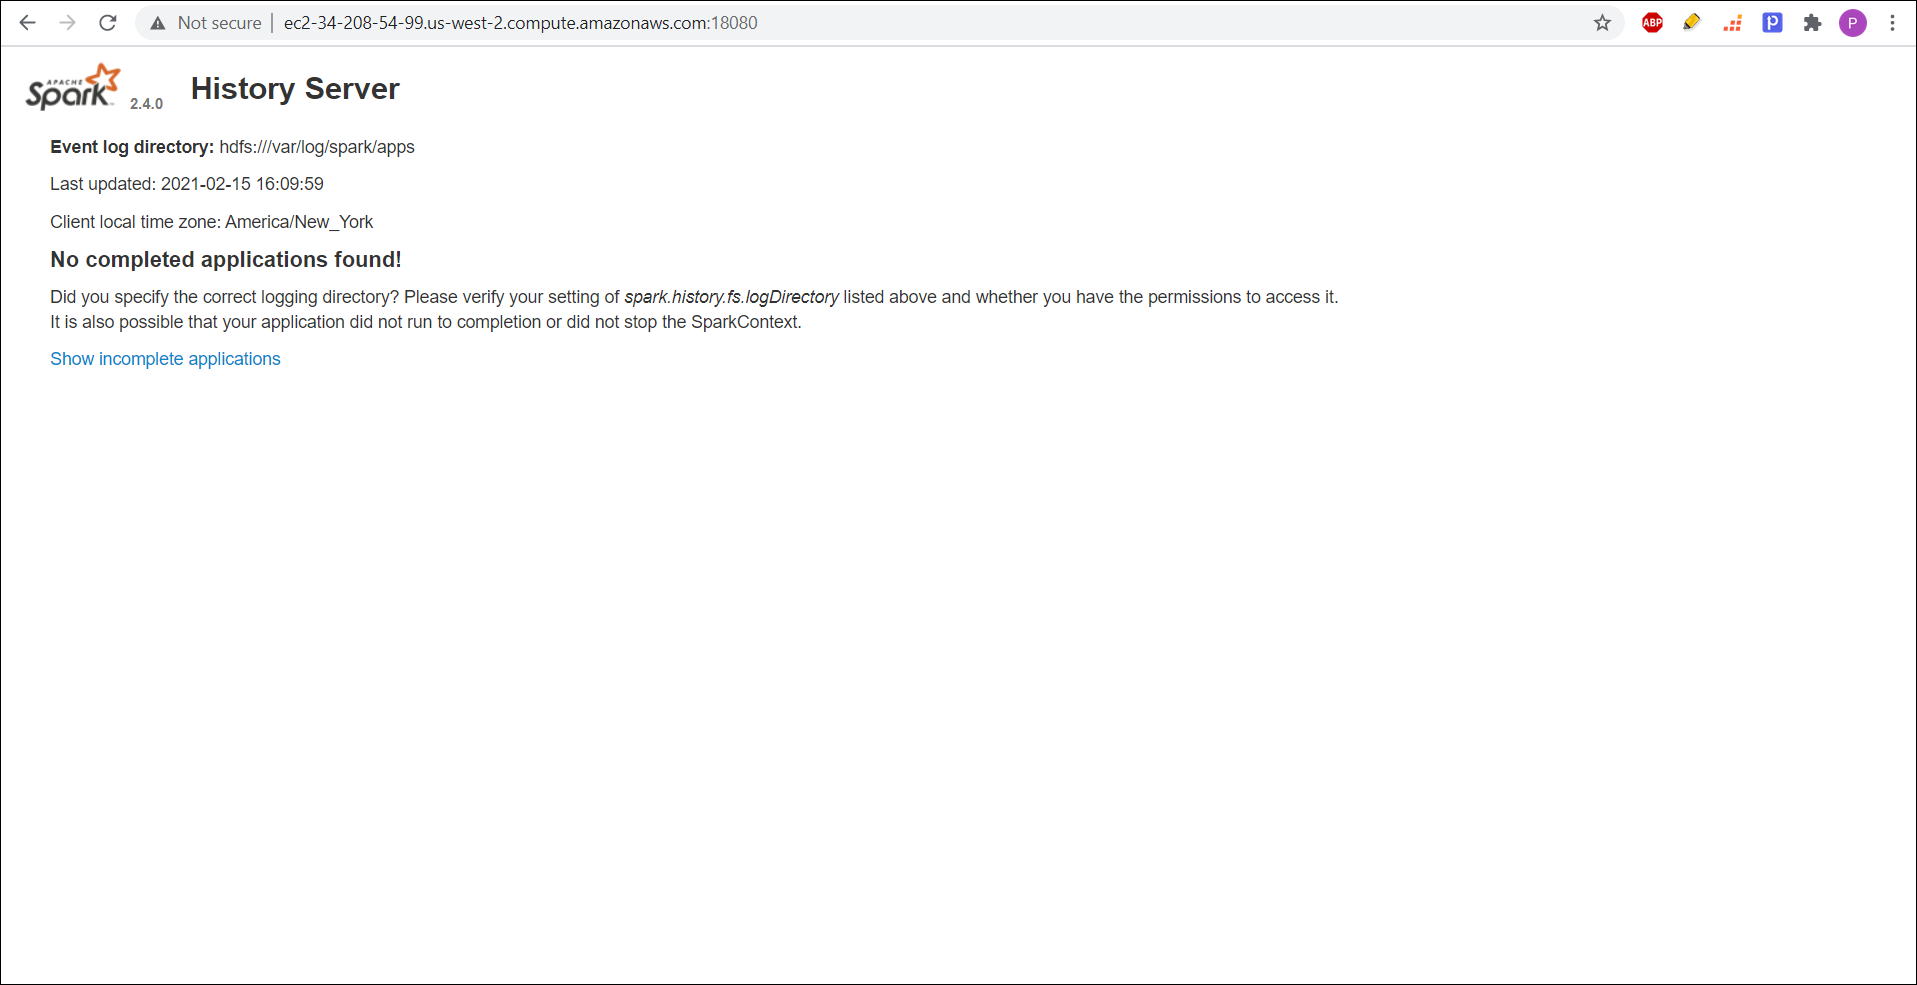 Not secure | ec2-34-208-54-99.us-west-2.compute.amazonaws.com:18080
ABP
P
P
APACHE
Spark 2.4.0 History Server
Event log directory: hdfs:///var/log/spark/apps
Last updated: 2021-02-15 16:09:59
Client local time zone: America/New_York
No completed applications found!
Did you specify the correct logging directory? Please verify your setting of spark.history.fs.logDirectory listed above and whether you have the permissions to access it.
It is also possible that your application did not run to completion or did not stop the SparkContext.
Show incomplete applications